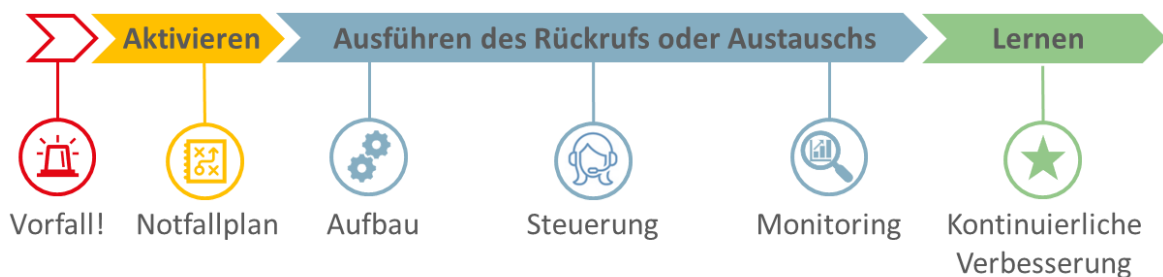 Aktivieren
Ausführen des Rückrufs oder Austauschs
Lernen
Vorfall!
Notfallplan
Aufbau
Steuerung
Monitoring
Kontinuierliche
Verbesserung